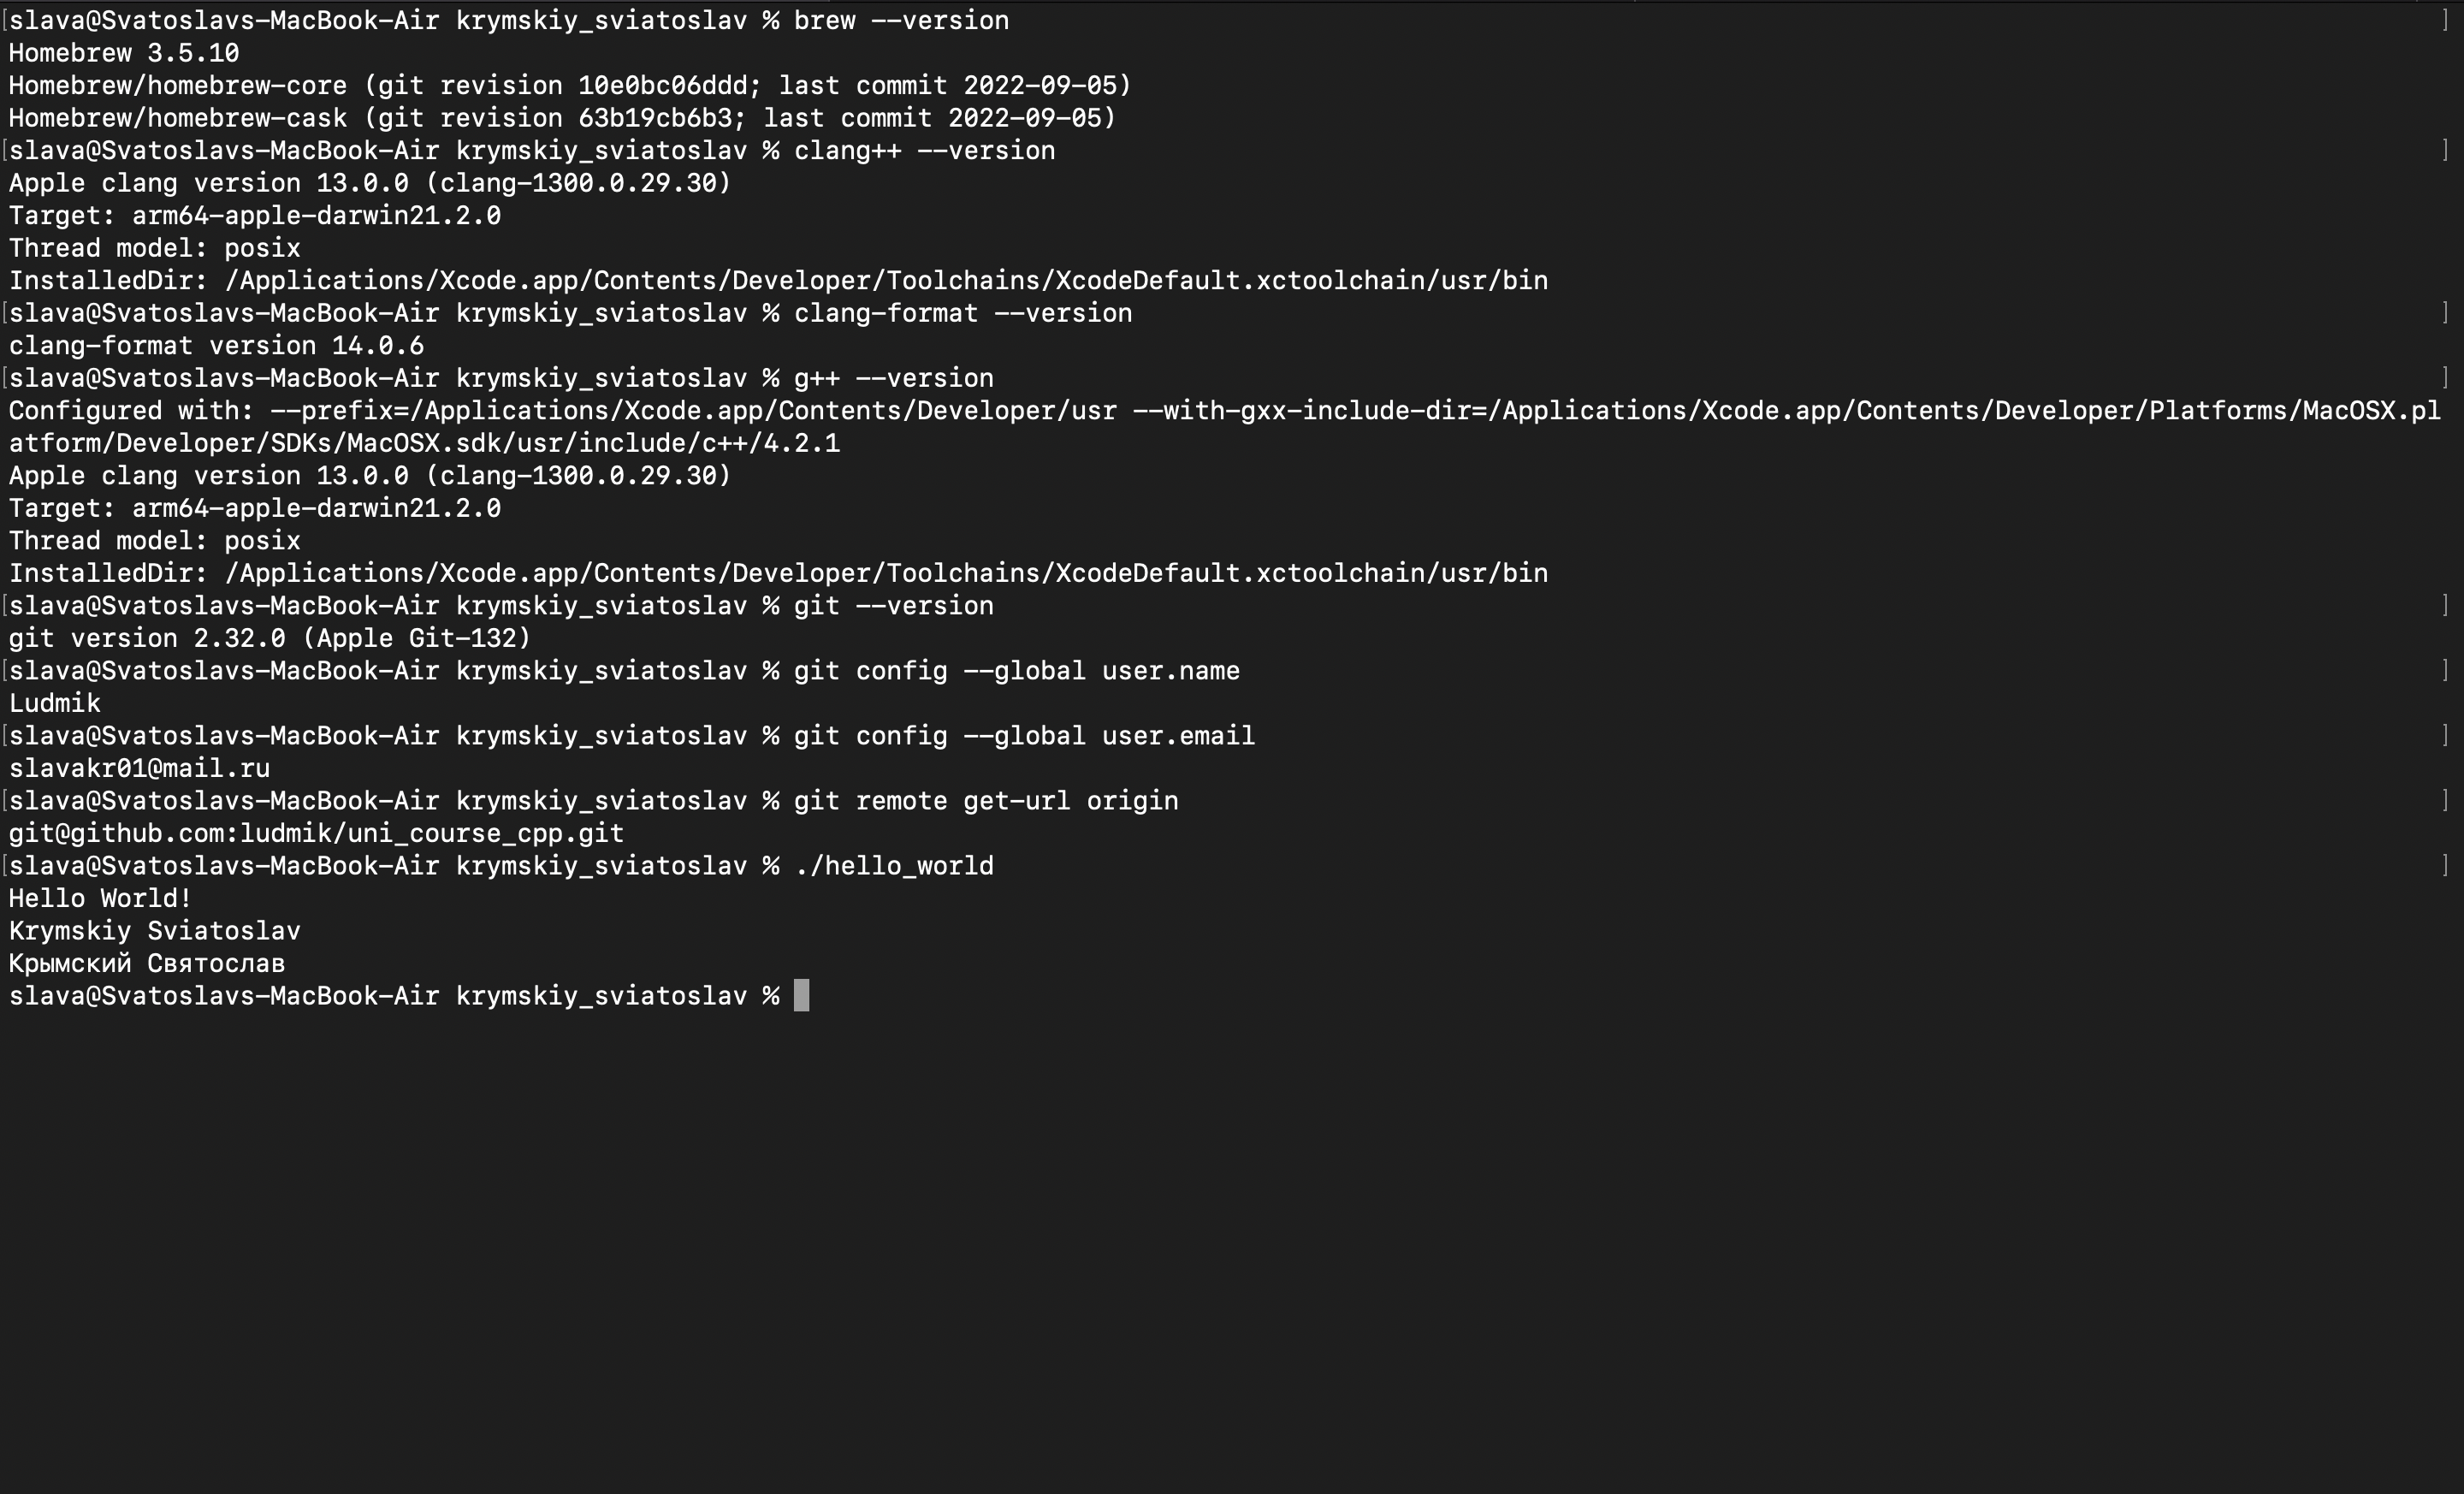 [slava@Svatoslavs-MacBook-Air krymskiy_sviatoslav % brew --version ]
Homebrew 3.5.10
Homebrew/homebrew-core (git revision 10e0bc06ddd; last commit 2022-09-05)
Homebrew/homebrew-cask (git revision 63b19cb6b3; last commit 2022-09-05)
[slava@Svatoslavs-MacBook-Air krymskiy_sviatoslav % clang++ --version ]
Apple clang version 13.0.0 (clang-1300.0.29.30)
Target: arm64-apple-darwin21.2.0
Thread model: posix
InstalledDir: /Applications/Xcode.app/Contents/Developer/Toolchains/XcodeDefault.xctoolchain/usr/bin
[slava@Svatoslavs-MacBook-Air krymskiy_sviatoslav % clang-format --version ]
clang-format version 14.0.6
[slava@Svatoslavs-MacBook-Air krymskiy_sviatoslav % g++ --version ]
Configured with: --prefix=/Applications/Xcode.app/Contents/Developer/usr --with-gxx-include-dir=/Applications/Xcode.app/Contents/Developer/Platforms/MacOSX.pl
atform/Developer/SDKs/MacOSX.sdk/usr/include/c++/4.2.1
Apple clang version 13.0.0 (clang-1300.0.29.30)
Target: arm64-apple-darwin21.2.0
Thread model: posix
InstalledDir: /Applications/Xcode.app/Contents/Developer/Toolchains/XcodeDefault.xctoolchain/usr/bin
[slava@Svatoslavs-MacBook-Air krymskiy_sviatoslav % git --version ]
git version 2.32.0 (Apple Git-132)
[slava@Svatoslavs-MacBook-Air krymskiy_sviatoslav % git config --global user.name ]
Ludmik
[slava@Svatoslavs-MacBook-Air krymskiy_sviatoslav % git config --global user.email ]
slavakr01@mail.ru
[slava@Svatoslavs-MacBook-Air krymskiy_sviatoslav % git remote get-url origin ]
git@github.com:ludmik/uni_course_cpp.git
[slava@Svatoslavs-MacBook-Air krymskiy_sviatoslav % ./hello_world ]
Hello World!
Krymskiy Sviatoslav
Крымский Святослав
slava@Svatoslavs-MacBook-Air krymskiy_sviatoslav %